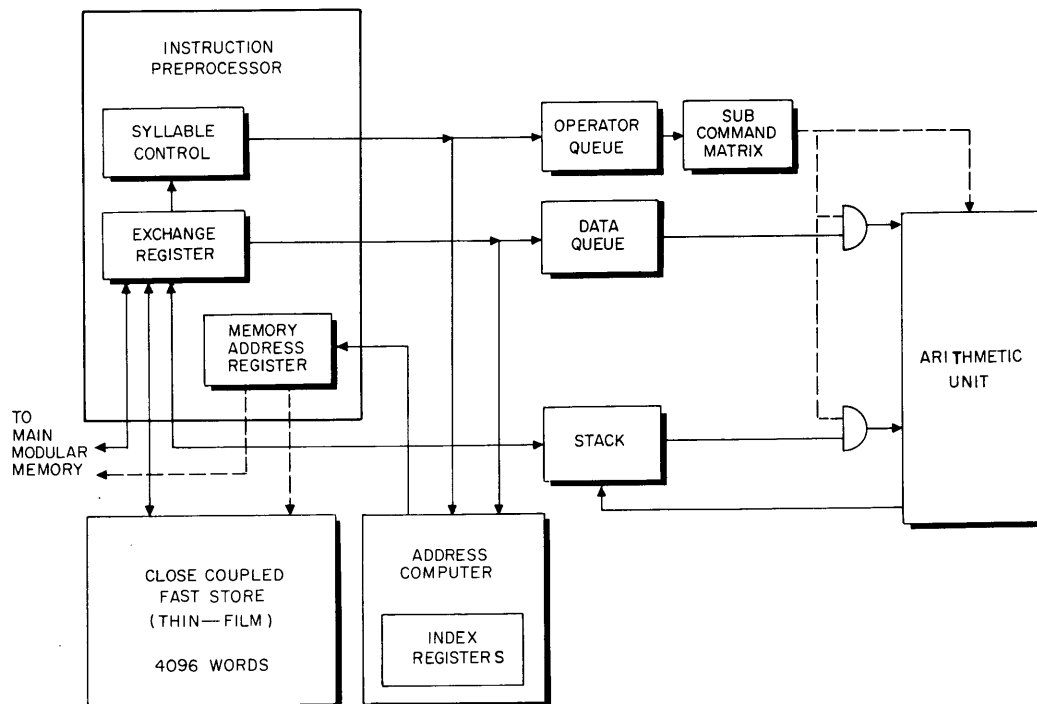 INSTRUCTION
PREPROCESSOR
SYLLABLE
CONTROL
OPERATOR
QUEUE
SUB
COMMAND
MATRIX
EXCHANGE
REGISTER
DATA
QUEUE
MEMORY
ADDRESS
REGISTER
ARITHMETIC
UNIT
TO
MAIN
MODULAR
MEMORY
STACK
CLOSE COUPLED
FAST STORE
(THIN—FILM)
4096 WORDS
ADDRESS
COMPUTER
INDEX
REGISTERS